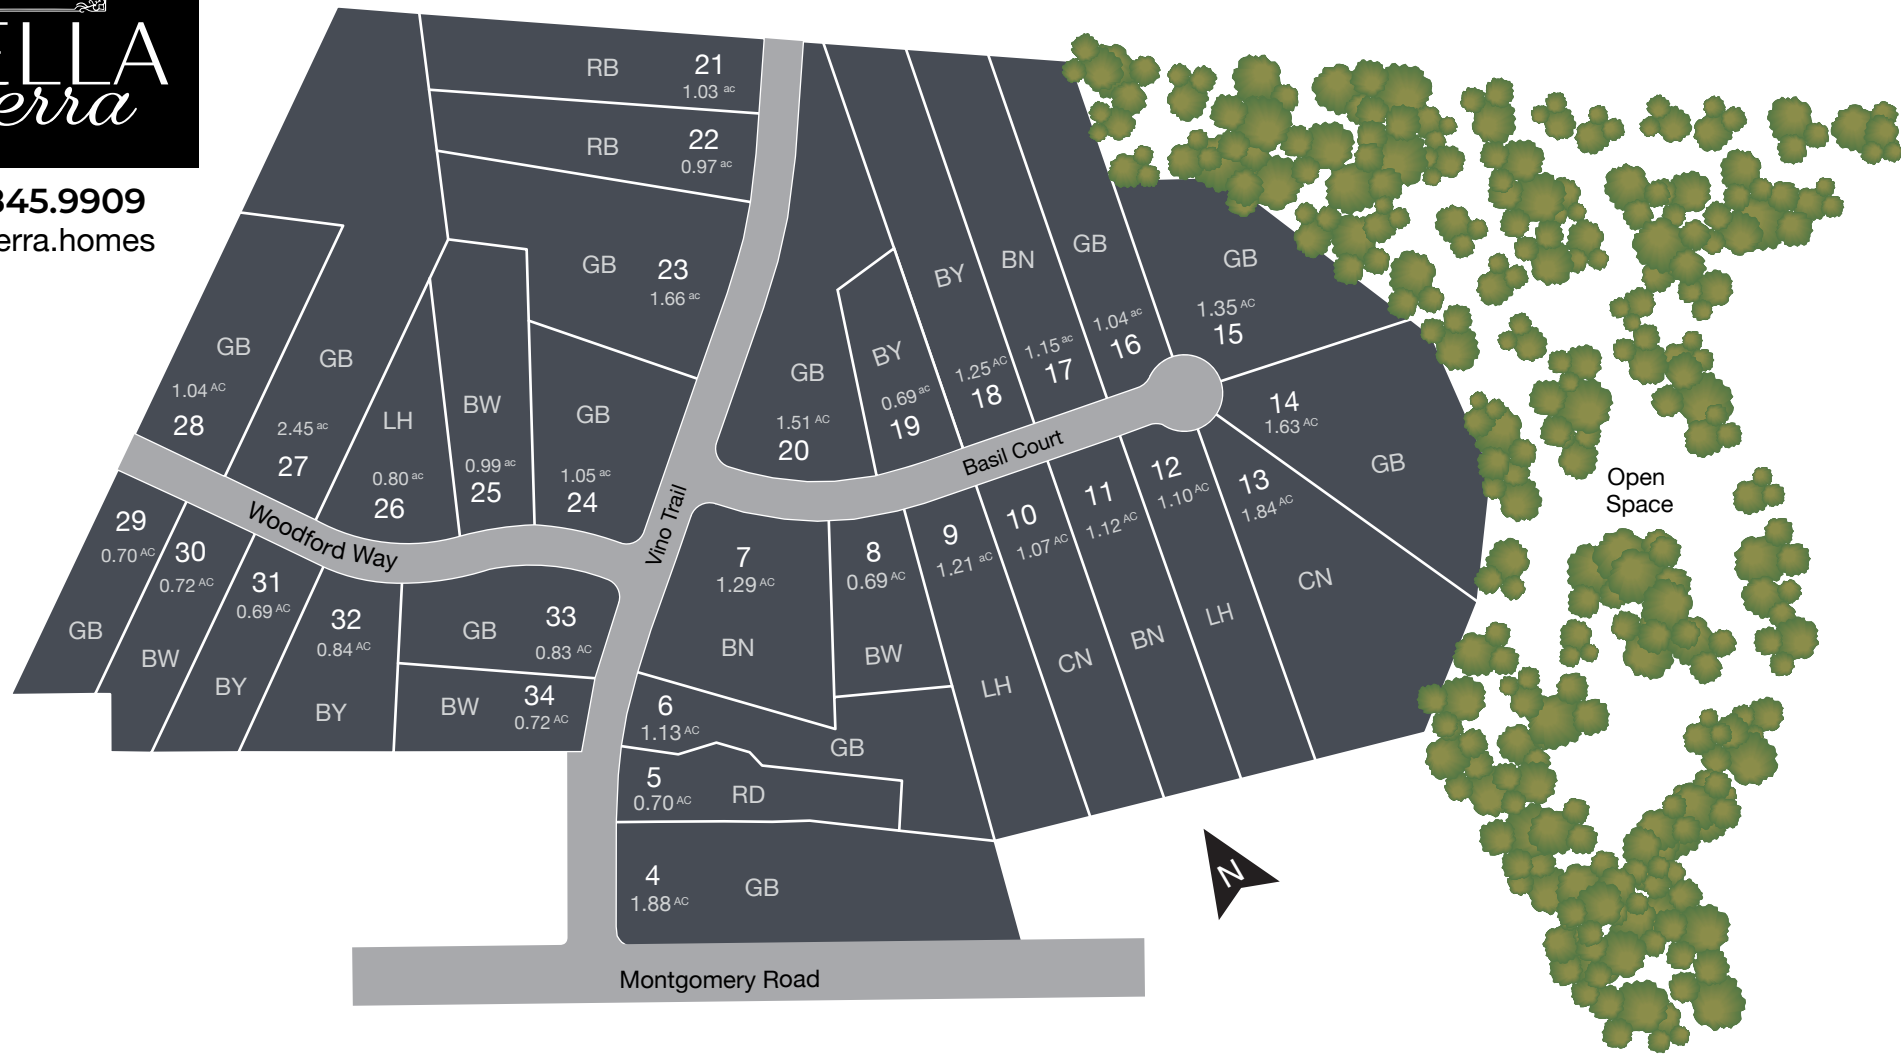 ELLA
erra
345.9909
erra.homes
RB 21
1.03 ac
RB 22
0.97 ac
GB 23
1.66 ac
GB
1.04 AC
28
GB
2.45 ac
27
LH
0.80 ac
26
BW
0.99 ac
25
GB
1.05 ac
24
GB
1.51 AC
20
BY
0.69 ac
19
BY
1.25 AC
18
BN
1.15 ac
17
GB
1.04 ac
16
GB
1.35 AC
15
14
1.63 AC
GB
Basil Court
Vino Trail
Woodford Way
29
0.70 AC
GB
30
0.72 AC
BW
31
0.69 AC
BY
32
0.84 AC
BY
GB 33
0.83 AC
BW 34
0.72 AC
7
1.29 AC
BN
8
0.69 AC
BW
9
1.21 aC
LH
10
1.07 AC
CN
11
1.12 AC
BN
12
1.10 AC
LH
13
1.84 AC
CN
Open
Space
6
1.13 AC
GB
5
0.70 AC
RD
4
1.88 AC
GB
N
Montgomery Road